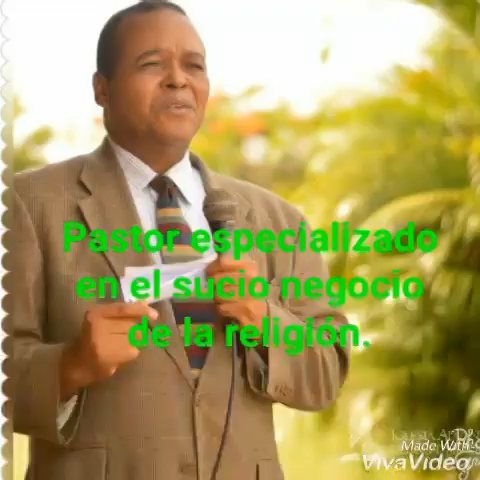 Pastor especializado
en el sucio negocio
de la religión.
Made With
VivaVideo